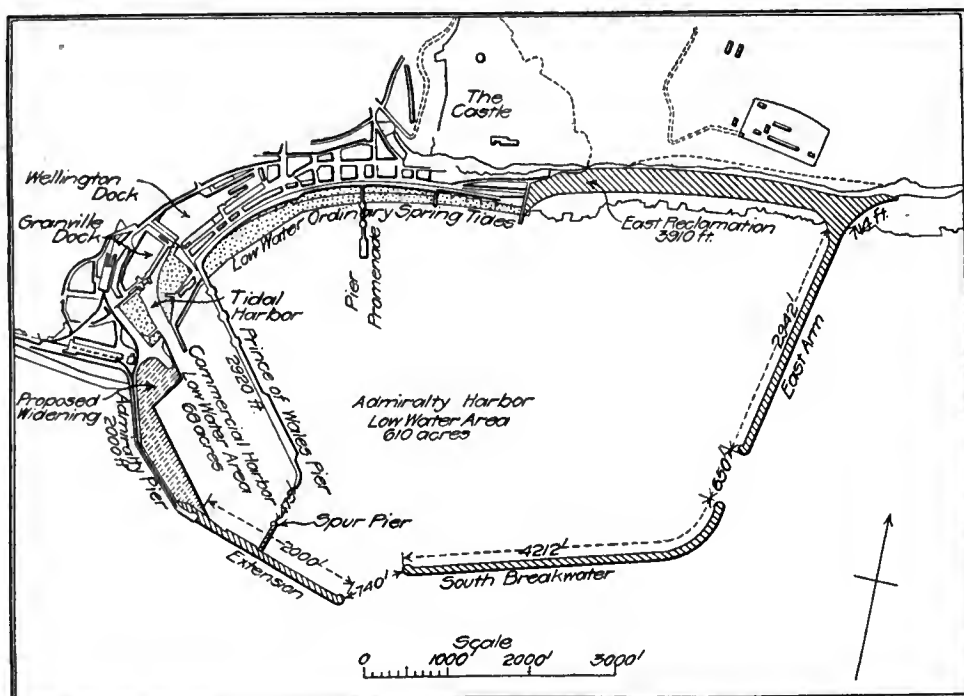 The
Castle
Wellington
Dock
Granville
Dock
Low Water Ordinary Spring Tides
East Reclamation
3910 ft.
Tidal
Harbor
Pier
Promenade
2942'
East Arm
Prince of Wales Pier
2920 ft.
Commercial Harbor
Low Water Area
68 acres
Proposed
Widening
Admiralty Pier
2000 ft.
Admiralty Harbor
Low Water Area
610 acres
650'
Spur Pier
2000'
Extension
740'
4212'
South Breakwater
Scale
0 1000' 2000' 3000'